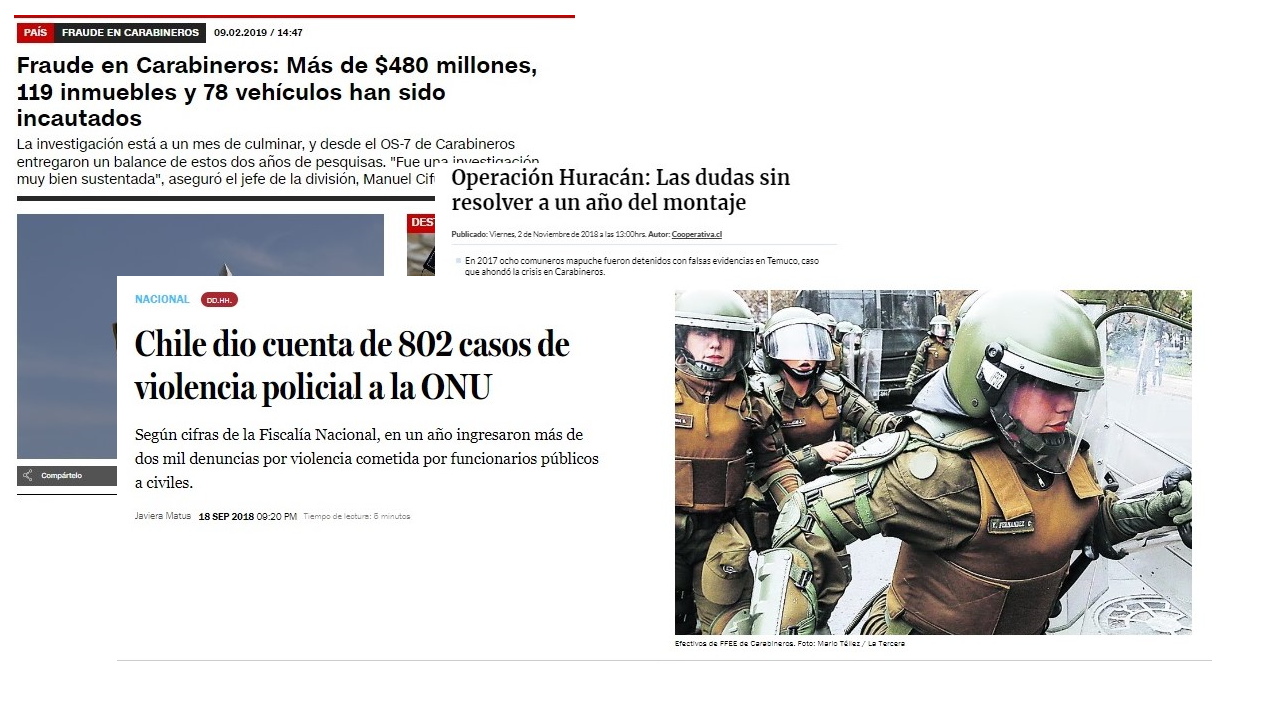 PAÍS FRAUDE EN CARABINEROS 09.02.2019 / 14:47
Fraude en Carabineros: Más de $480 millones,
119 inmuebles y 78 vehículos han sido
incautados
La investigación está a un mes de culminar, y desde el OS-7 de Carabineros
entregaron un balance de estos dos años de pesquisas. "Fue una investigación
muy bien sustentada", aseguró el jefe de la división, Manuel Cif
DEST
Compártelo
Operación Huracán: Las dudas sin
resolver a un año del montaje
Publicado: Viernes, 2 de Noviembre de 2018 a las 13:00hrs. Autor: Cooperativa.cl
En 2017 ocho comuneros mapuche fueron detenidos con falsas evidencias en Temuco, caso
que ahondó la crisis en Carabineros.
NACIONAL DD.HH.
Chile dio cuenta de 802 casos de
violencia policial a la ONU
Según cifras de la Fiscalía Nacional, en un año ingresaron más de
dos mil denuncias por violencia cometida por funcionarios públicos
a civiles.
Javiera Matus 18 SEP 2018 09:20 PM Tiempo de lectura: 6 minutos
FERNANDEZ C.
Efectivos de FFEE de Carabineros. Foto: Mario Téllez / La Tercera